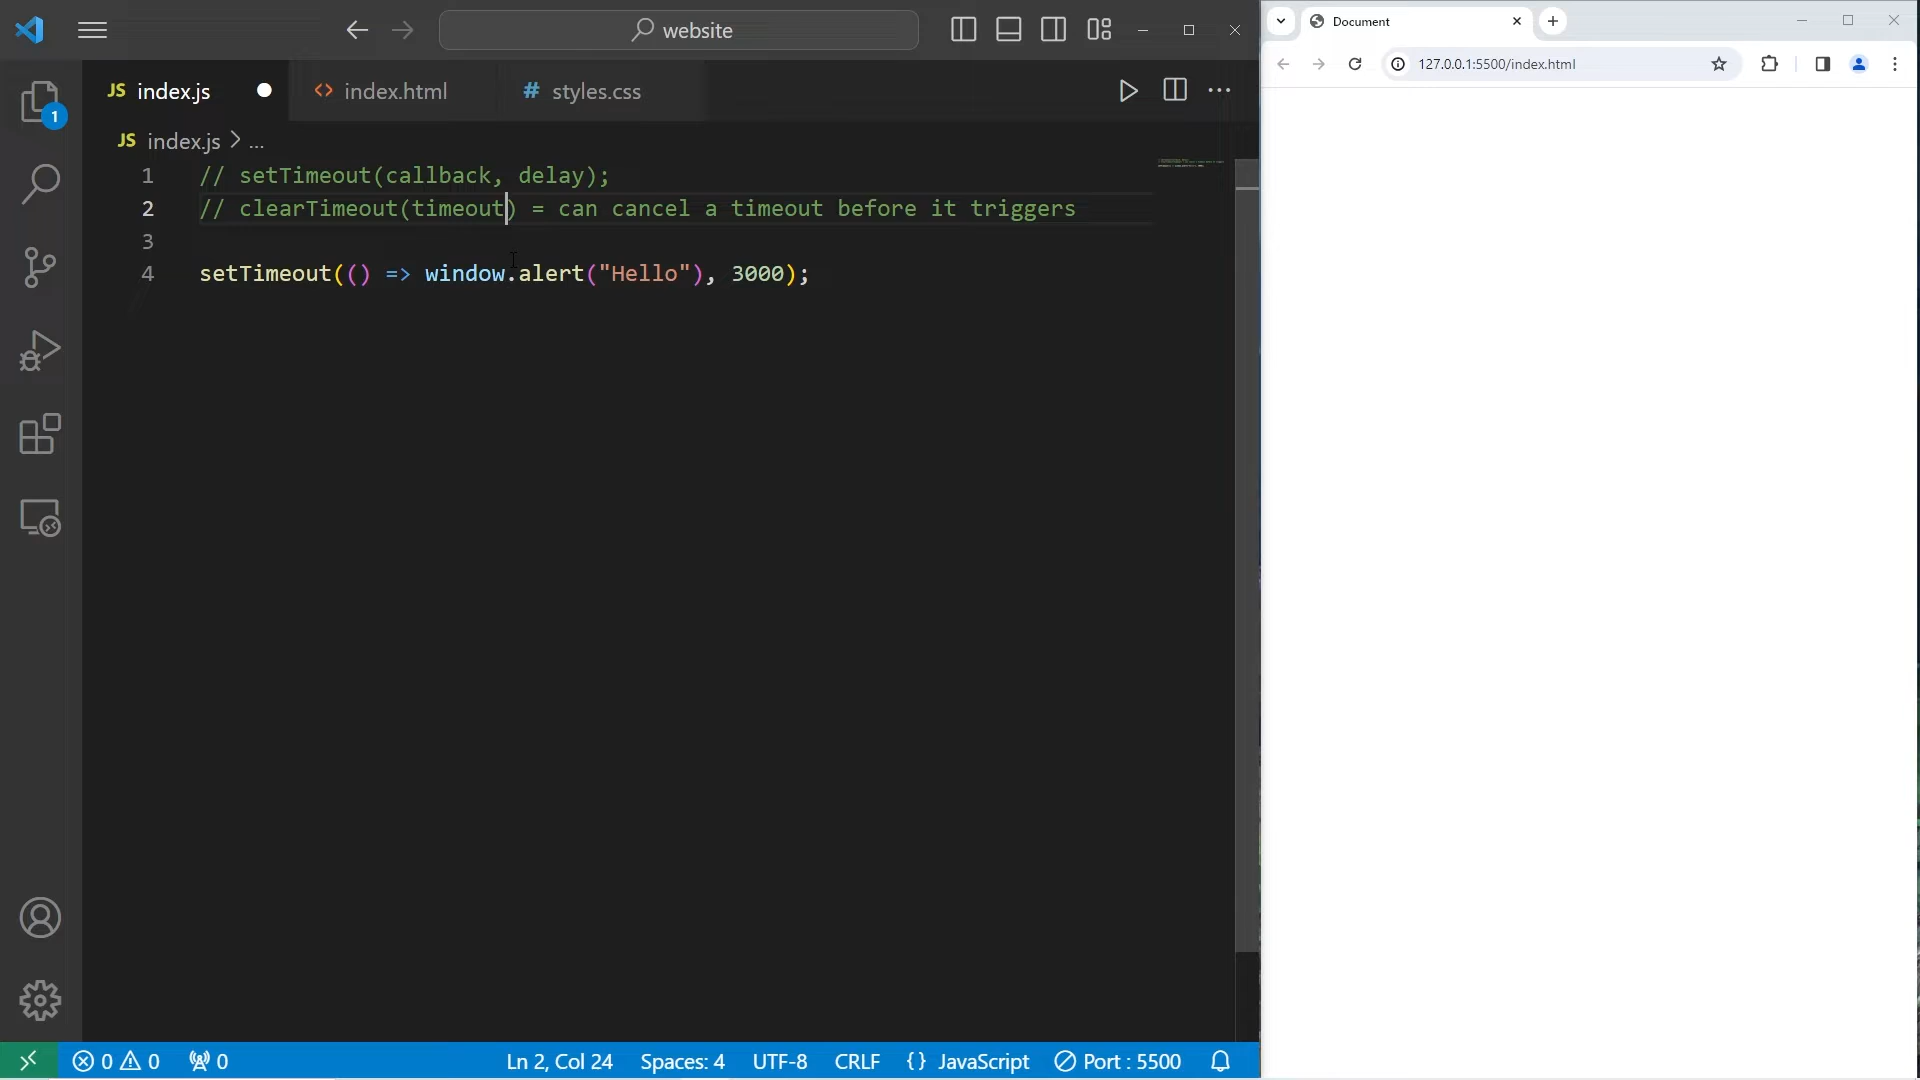 website
Document
127.0.0.1:5500/index.html
JS index.js
<> index.html
# styles.css
JS index.js > ...
1
1 // setTimeout(callback, delay);
2 // clearTimeout(timeout) = can cancel a timeout before it triggers
3
4 setTimeout(() => window.alert("Hello"), 3000);
0 0 0 Ln 2, Col 24 Spaces: 4 UTF-8 CRLF {} JavaScript Port : 5500